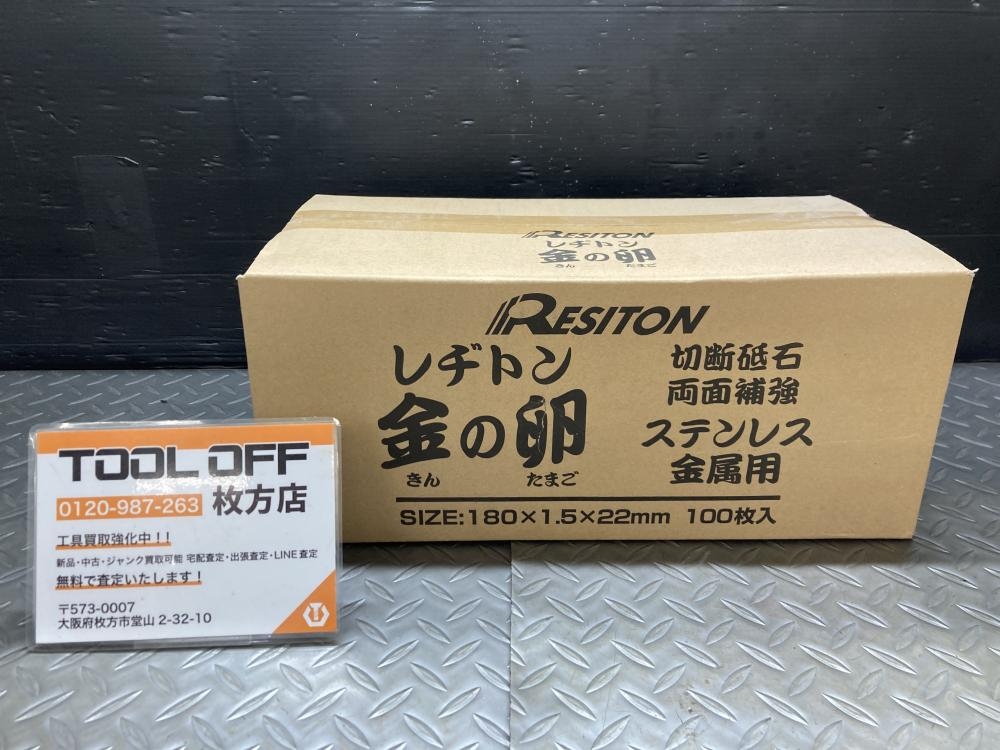 RESITON
レヂトン
金の卵
きん たまご
RESITON
レヂトン
金の卵
きん たまご
切断砥石
両面補強
ステンレス
金属用
SIZE:180×1.5×22mm 100枚入
TOOL OFF
0120-987-263 枚方店
工具買取強化中！！
新品・中古・ジャンク買取可能 宅配査定・出張査定・LINE査定
無料で査定いたします！
〒573-0007
大阪府枚方市堂山 2-32-10